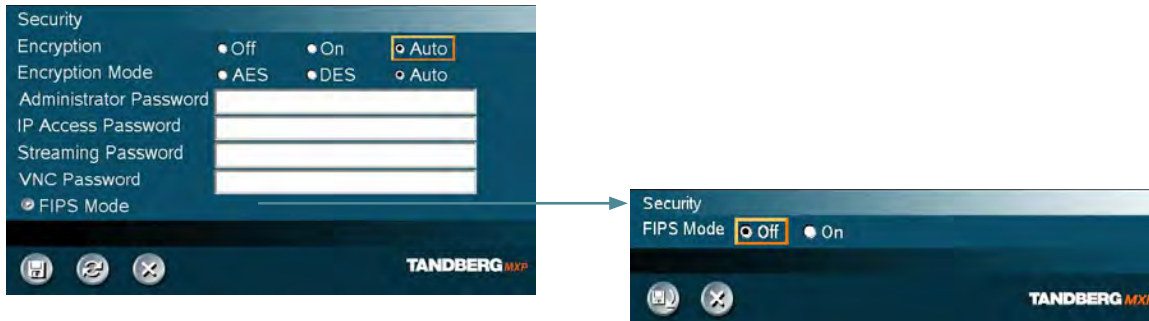 Security
Encryption Off On Auto
Encryption Mode AES DES Auto
Administrator Password
IP Access Password
Streaming Password
VNC Password
FIPS Mode
TANDBERG MXP
Security
FIPS Mode Off On
TANDBERG MXP